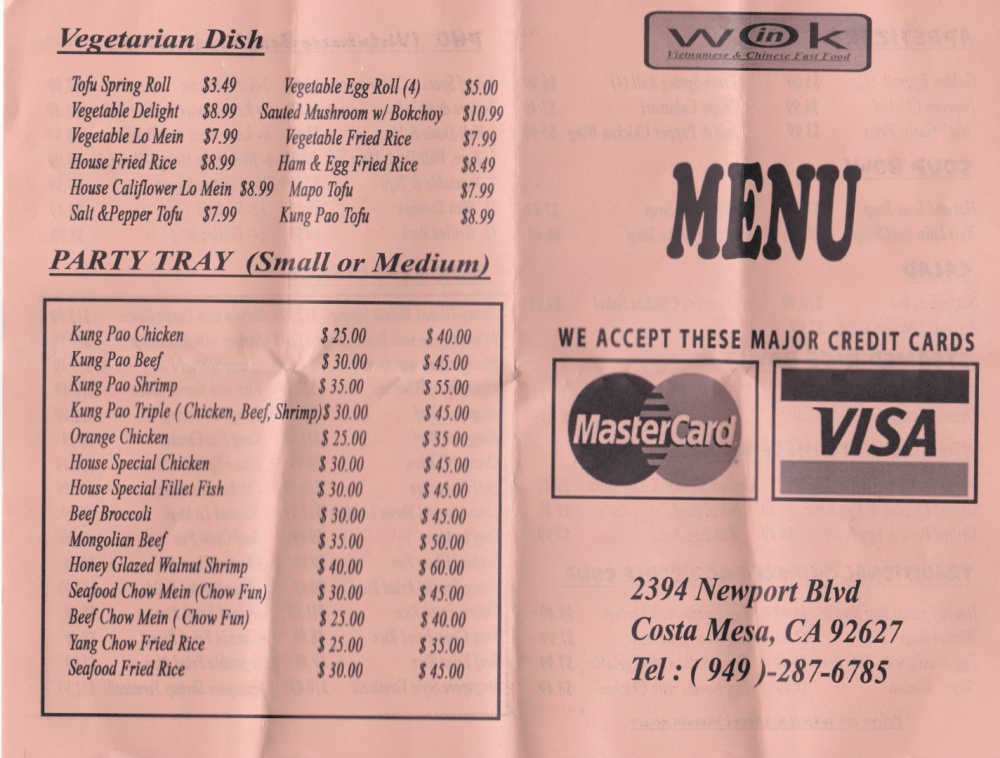 Vegetarian Dish
Tofu Spring Roll $3.49 Vegetable Egg Roll (4) $5.00
Vegetable Delight $8.99 Sauted Mushroom w/ Bokchoy $10.99
Vegetable Lo Mein $7.99 Vegetable Fried Rice $7.99
House Fried Rice $8.99 Ham & Egg Fried Rice $8.49
House Califlower Lo Mein $8.99 Mapo Tofu $7.99
Salt &Pepper Tofu $7.99 Kung Pao Tofu $8.99
PARTY TRAY (Small or Medium)
Kung Pao Chicken $ 25.00 $ 40.00
Kung Pao Beef $ 30.00 $ 45.00
Kung Pao Shrimp $ 35.00 $ 55.00
Kung Pao Triple ( Chicken, Beef, Shrimp)$ 30.00 $ 45.00
Orange Chicken $ 25.00 $ 35 00
House Special Chicken $ 30.00 $ 45.00
House Special Fillet Fish $ 30.00 $ 45.00
Beef Broccoli $ 30.00 $ 45.00
Mongolian Beef $ 35.00 $ 50.00
Honey Glazed Walnut Shrimp $ 40.00 $ 60.00
Seafood Chow Mein (Chow Fun) $ 30.00 $ 45.00
Beef Chow Mein ( Chow Fun) $ 25.00 $ 40.00
Yang Chow Fried Rice $ 25.00 $ 35.00
Seafood Fried Rice $ 30.00 $ 45.00
W in k
Vietnamese & Chinese Fast Food
MENU
WE ACCEPT THESE MAJOR CREDIT CARDS
MasterCard VISA
2394 Newport Blvd
Costa Mesa, CA 92627
Tel : ( 949 )-287-6785